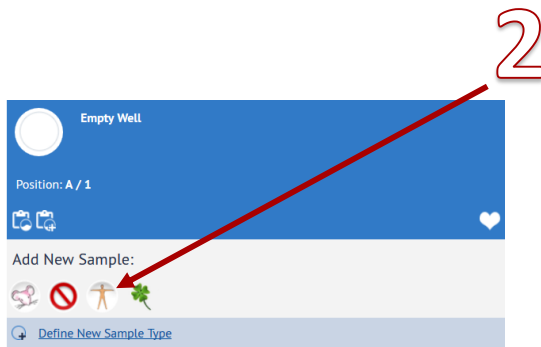 2
Empty Well
Position: A / 1
Add New Sample:
Define New Sample Type